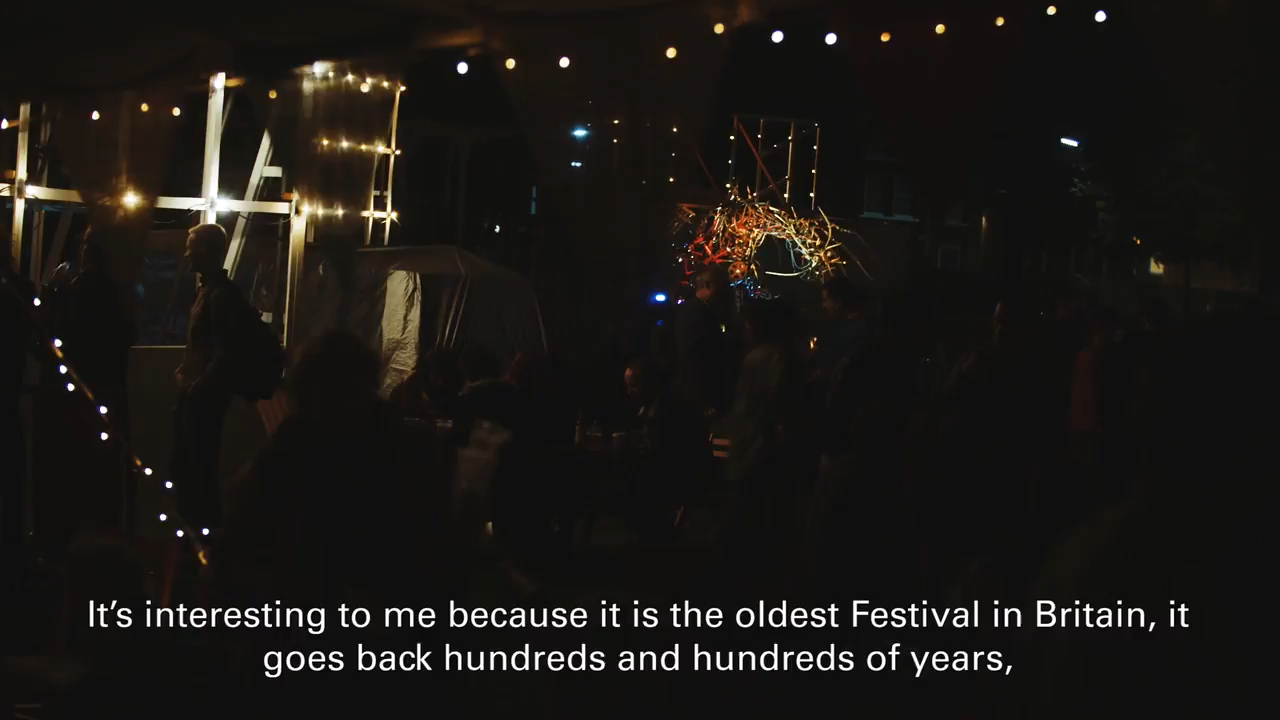 It’s interesting to me because it is the oldest Festival in Britain, it
goes back hundreds and hundreds of years,